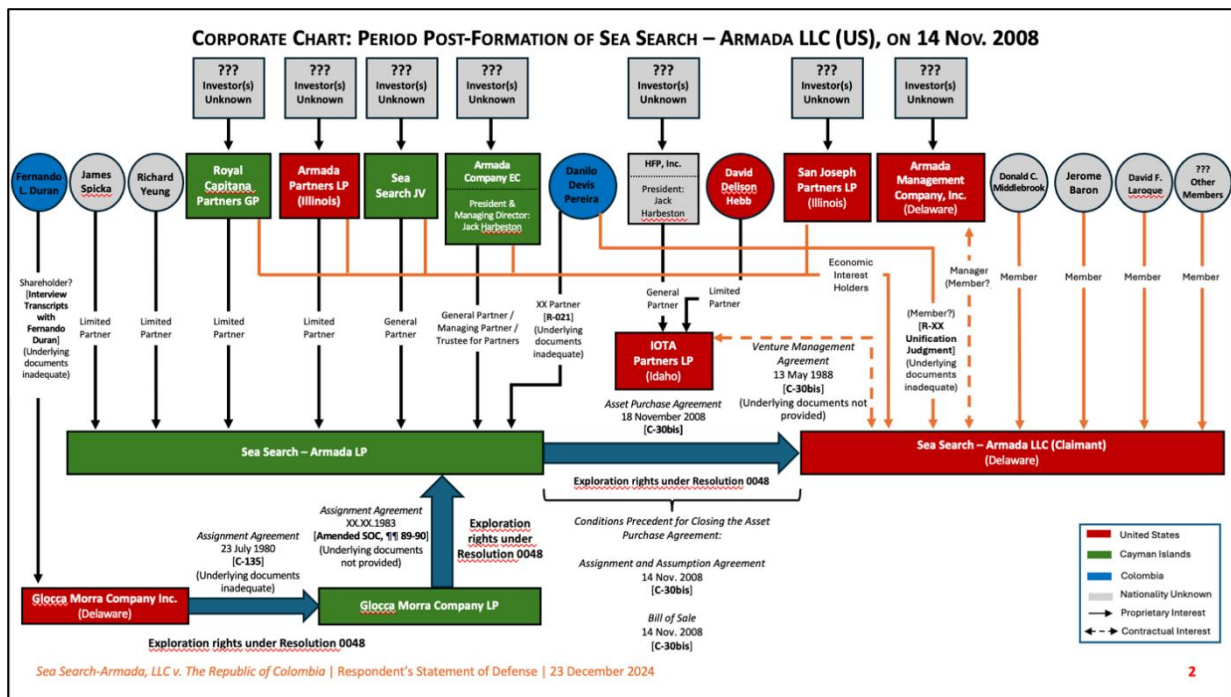 CORPORATE CHART: PERIOD POST-FORMATION OF SEA SEARCH – ARMADA LLC (US), ON 14 NOV. 2008
???
Investor(s)
Unknown
???
Investor(s)
Unknown
???
Investor(s)
Unknown
???
Investor(s)
Unknown
???
Investor(s)
Unknown
???
Investor(s)
Unknown
???
Investor(s)
Unknown
Fernando
L. Duran
James
Spicka
Richard
Yeung
Royal
Capitana
Partners GP
Armada
Partners LP
(Illinois)
Sea
Search JV
Armada
Company EC
President &
Managing Director:
Jack Harbeston
Danilo
Devis
Pereira
HFP, Inc.
President:
Jack
Harbeston
David
Delison
Hebb
San Joseph
Partners LP
(Illinois)
Armada
Management
Company, Inc.
(Delaware)
Donald C.
Middlebrook
Jerome
Baron
David F.
Laroque
???
Other
Members
Shareholder?
[Interview
Transcripts
with
Fernando
Duran]
(Underlying
documents
inadequate)
Limited
Partner
Limited
Partner
Limited
Partner
Limited
Partner
General
Partner
General Partner /
Managing Partner /
Trustee for Partners
XX Partner
[R-021]
(Underlying
documents
inadequate)
General
Partner
Limited
Partner
Economic
Interest
Holders
(Member?)
[R-XX
Unification
Judgment]
(Underlying
documents
inadequate)
Manager
(Member?
Member
Member
Member
Member
IOTA
Partners LP
(Idaho)
Venture Management
Agreement
13 May 1988
[C-30bis]
(Underlying documents not
provided)
Asset Purchase Agreement
18 November 2008
[C-30bis]
Sea Search – Armada LP
Sea Search – Armada LLC (Claimant)
(Delaware)
Exploration rights under Resolution 0048
Assignment Agreement
XX.XX.1983
[Amended SOC, ¶¶ 89-90]
(Underlying documents
not provided)
Exploration
rights under
Resolution 0048
Assignment Agreement
23 July 1980
[C-135]
(Underlying documents
inadequate)
Conditions Precedent for Closing the Asset
Purchase Agreement:
Assignment and Assumption Agreement
14 Nov. 2008
[C-30bis]
Bill of Sale
14 Nov. 2008
[C-30bis]
Glocca Morra Company Inc.
(Delaware)
Glocca Morra Company LP
Exploration rights under Resolution 0048
United States
Cayman Islands
Colombia
Nationality Unknown
Proprietary Interest
Contractual Interest
Sea Search-Armada, LLC v. The Republic of Colombia | Respondent's Statement of Defense | 23 December 2024
2